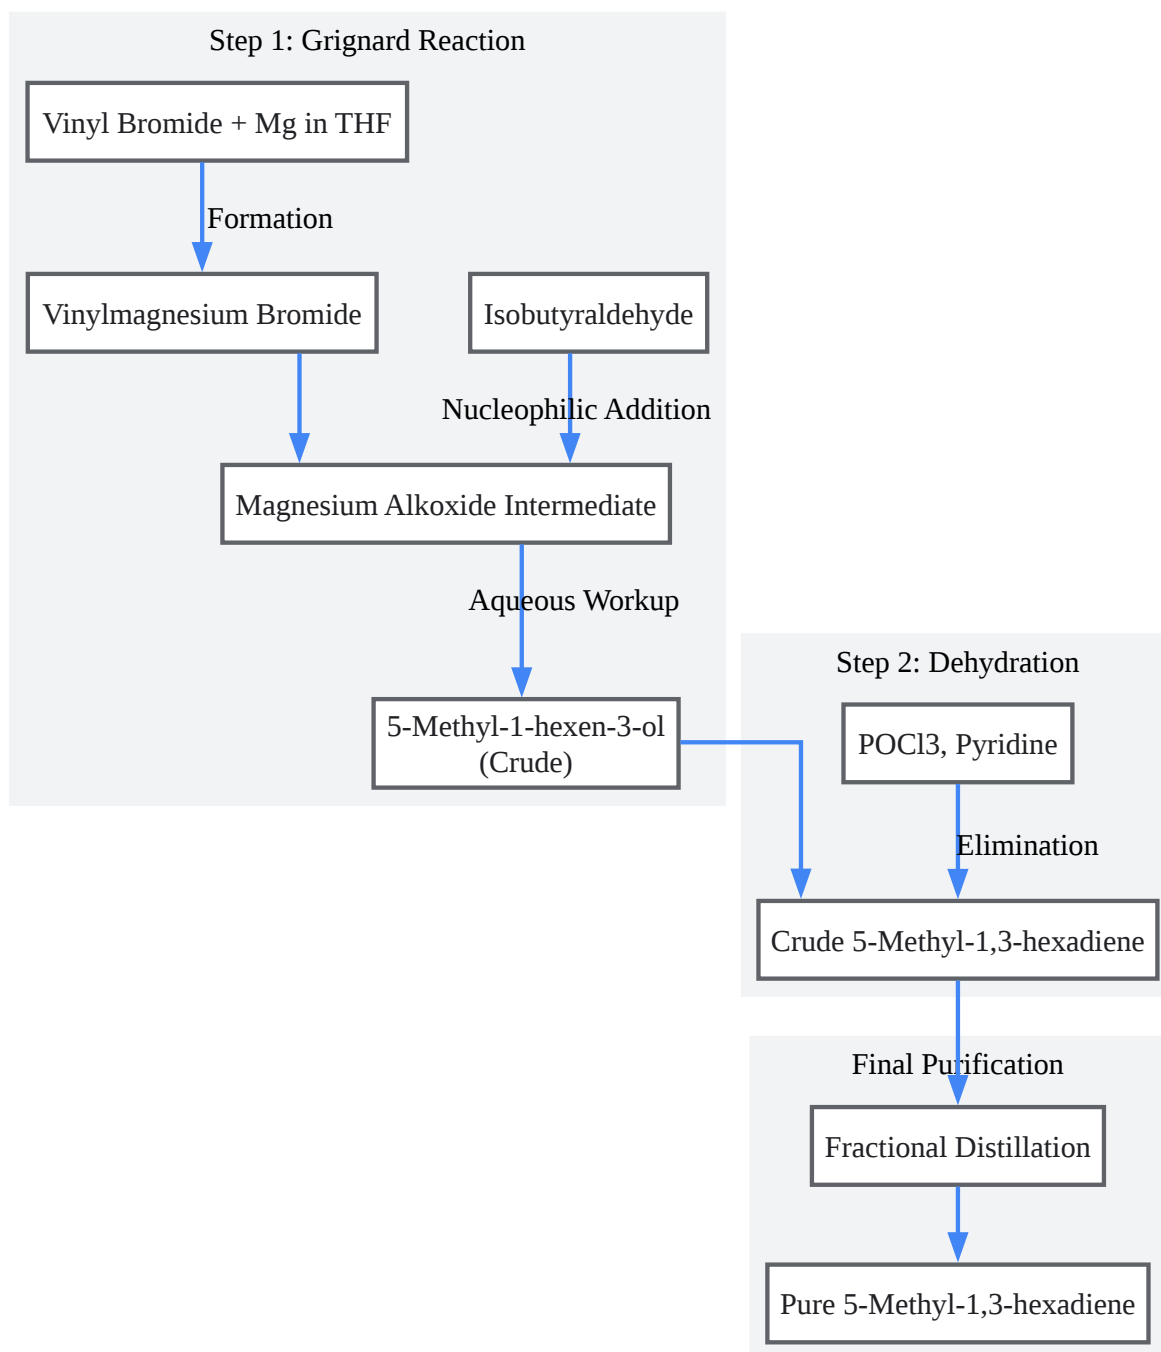 Step 1: Grignard Reaction
Vinyl Bromide + Mg in THF
Formation
Vinylmagnesium Bromide
Isobutyraldehyde
Nucleophilic Addition
Magnesium Alkoxide Intermediate
Aqueous Workup
5-Methyl-1-hexen-3-ol
(Crude)
Step 2: Dehydration
POCl3, Pyridine
Elimination
Crude 5-Methyl-1,3-hexadiene
Final Purification
Fractional Distillation
Pure 5-Methyl-1,3-hexadiene